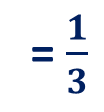 = 1/3